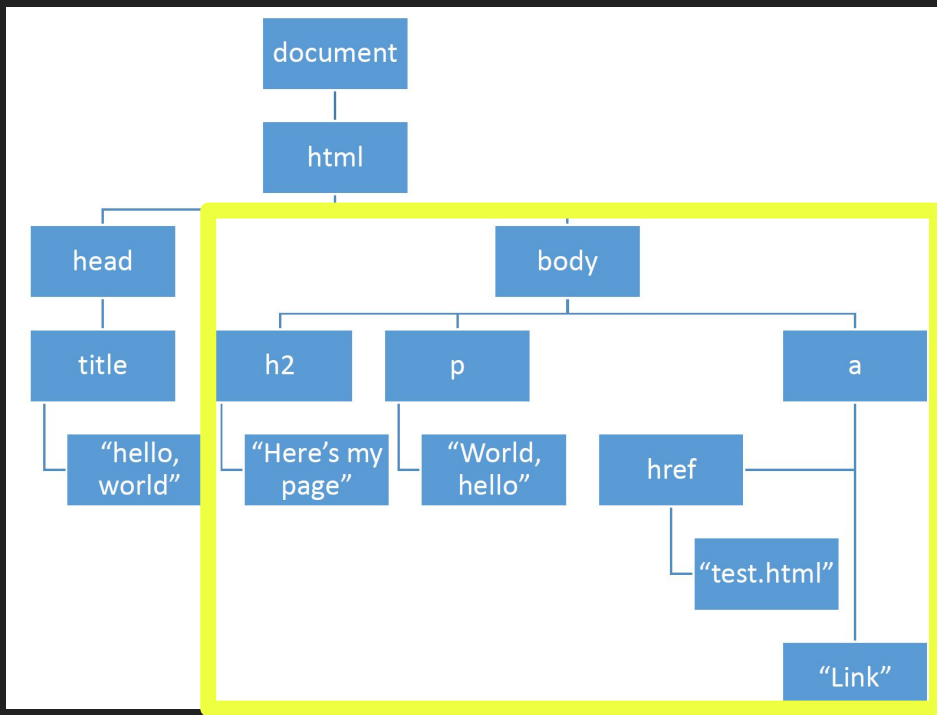 document
html
head
body
title
h2
p
a
“hello,
world”
“Here’s my
page”
“World,
hello”
href
“test.html”
“Link”